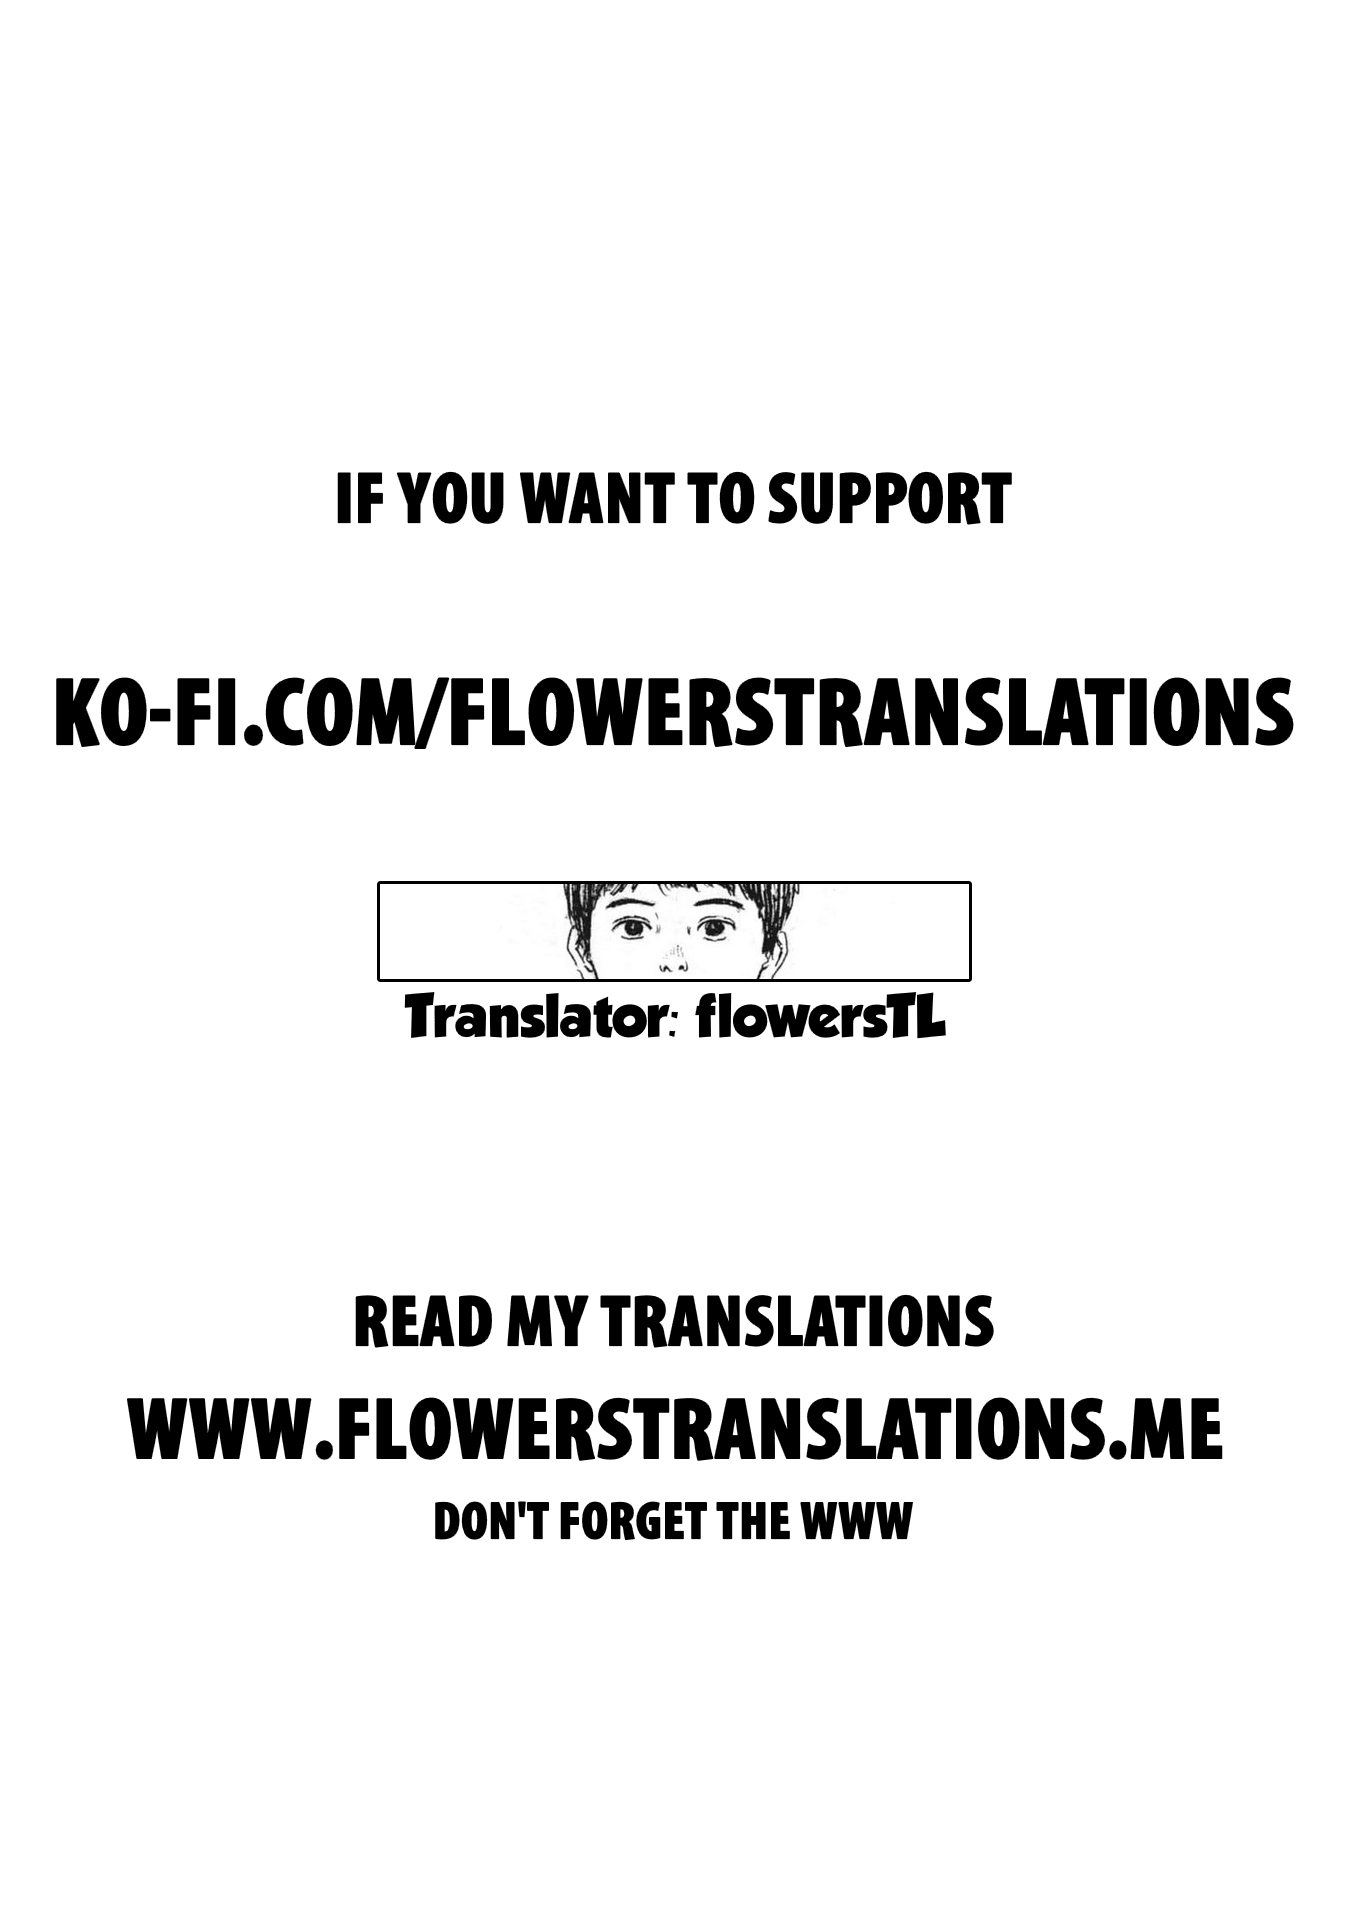 IF YOU WANT TO SUPPORT
KO-FI.COM/FLOWERSTRANSLATIONS
Translator: flowersTL
READ MY TRANSLATIONS
WWW.FLOWERSTRANSLATIONS.ME
DON'T FORGET THE WWW